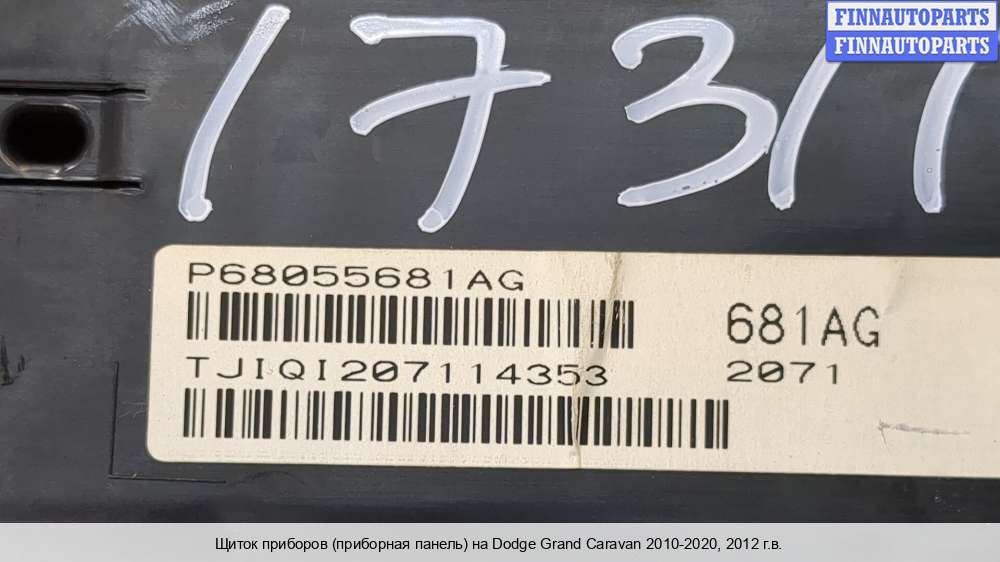 FINNAUTOPARTS
FINNAUTOPARTS
17311
P68055681AG
681AG
TJIQI207114353
2071
Щиток приборов (приборная панель) на Dodge Grand Caravan 2010-2020, 2012 г.в.